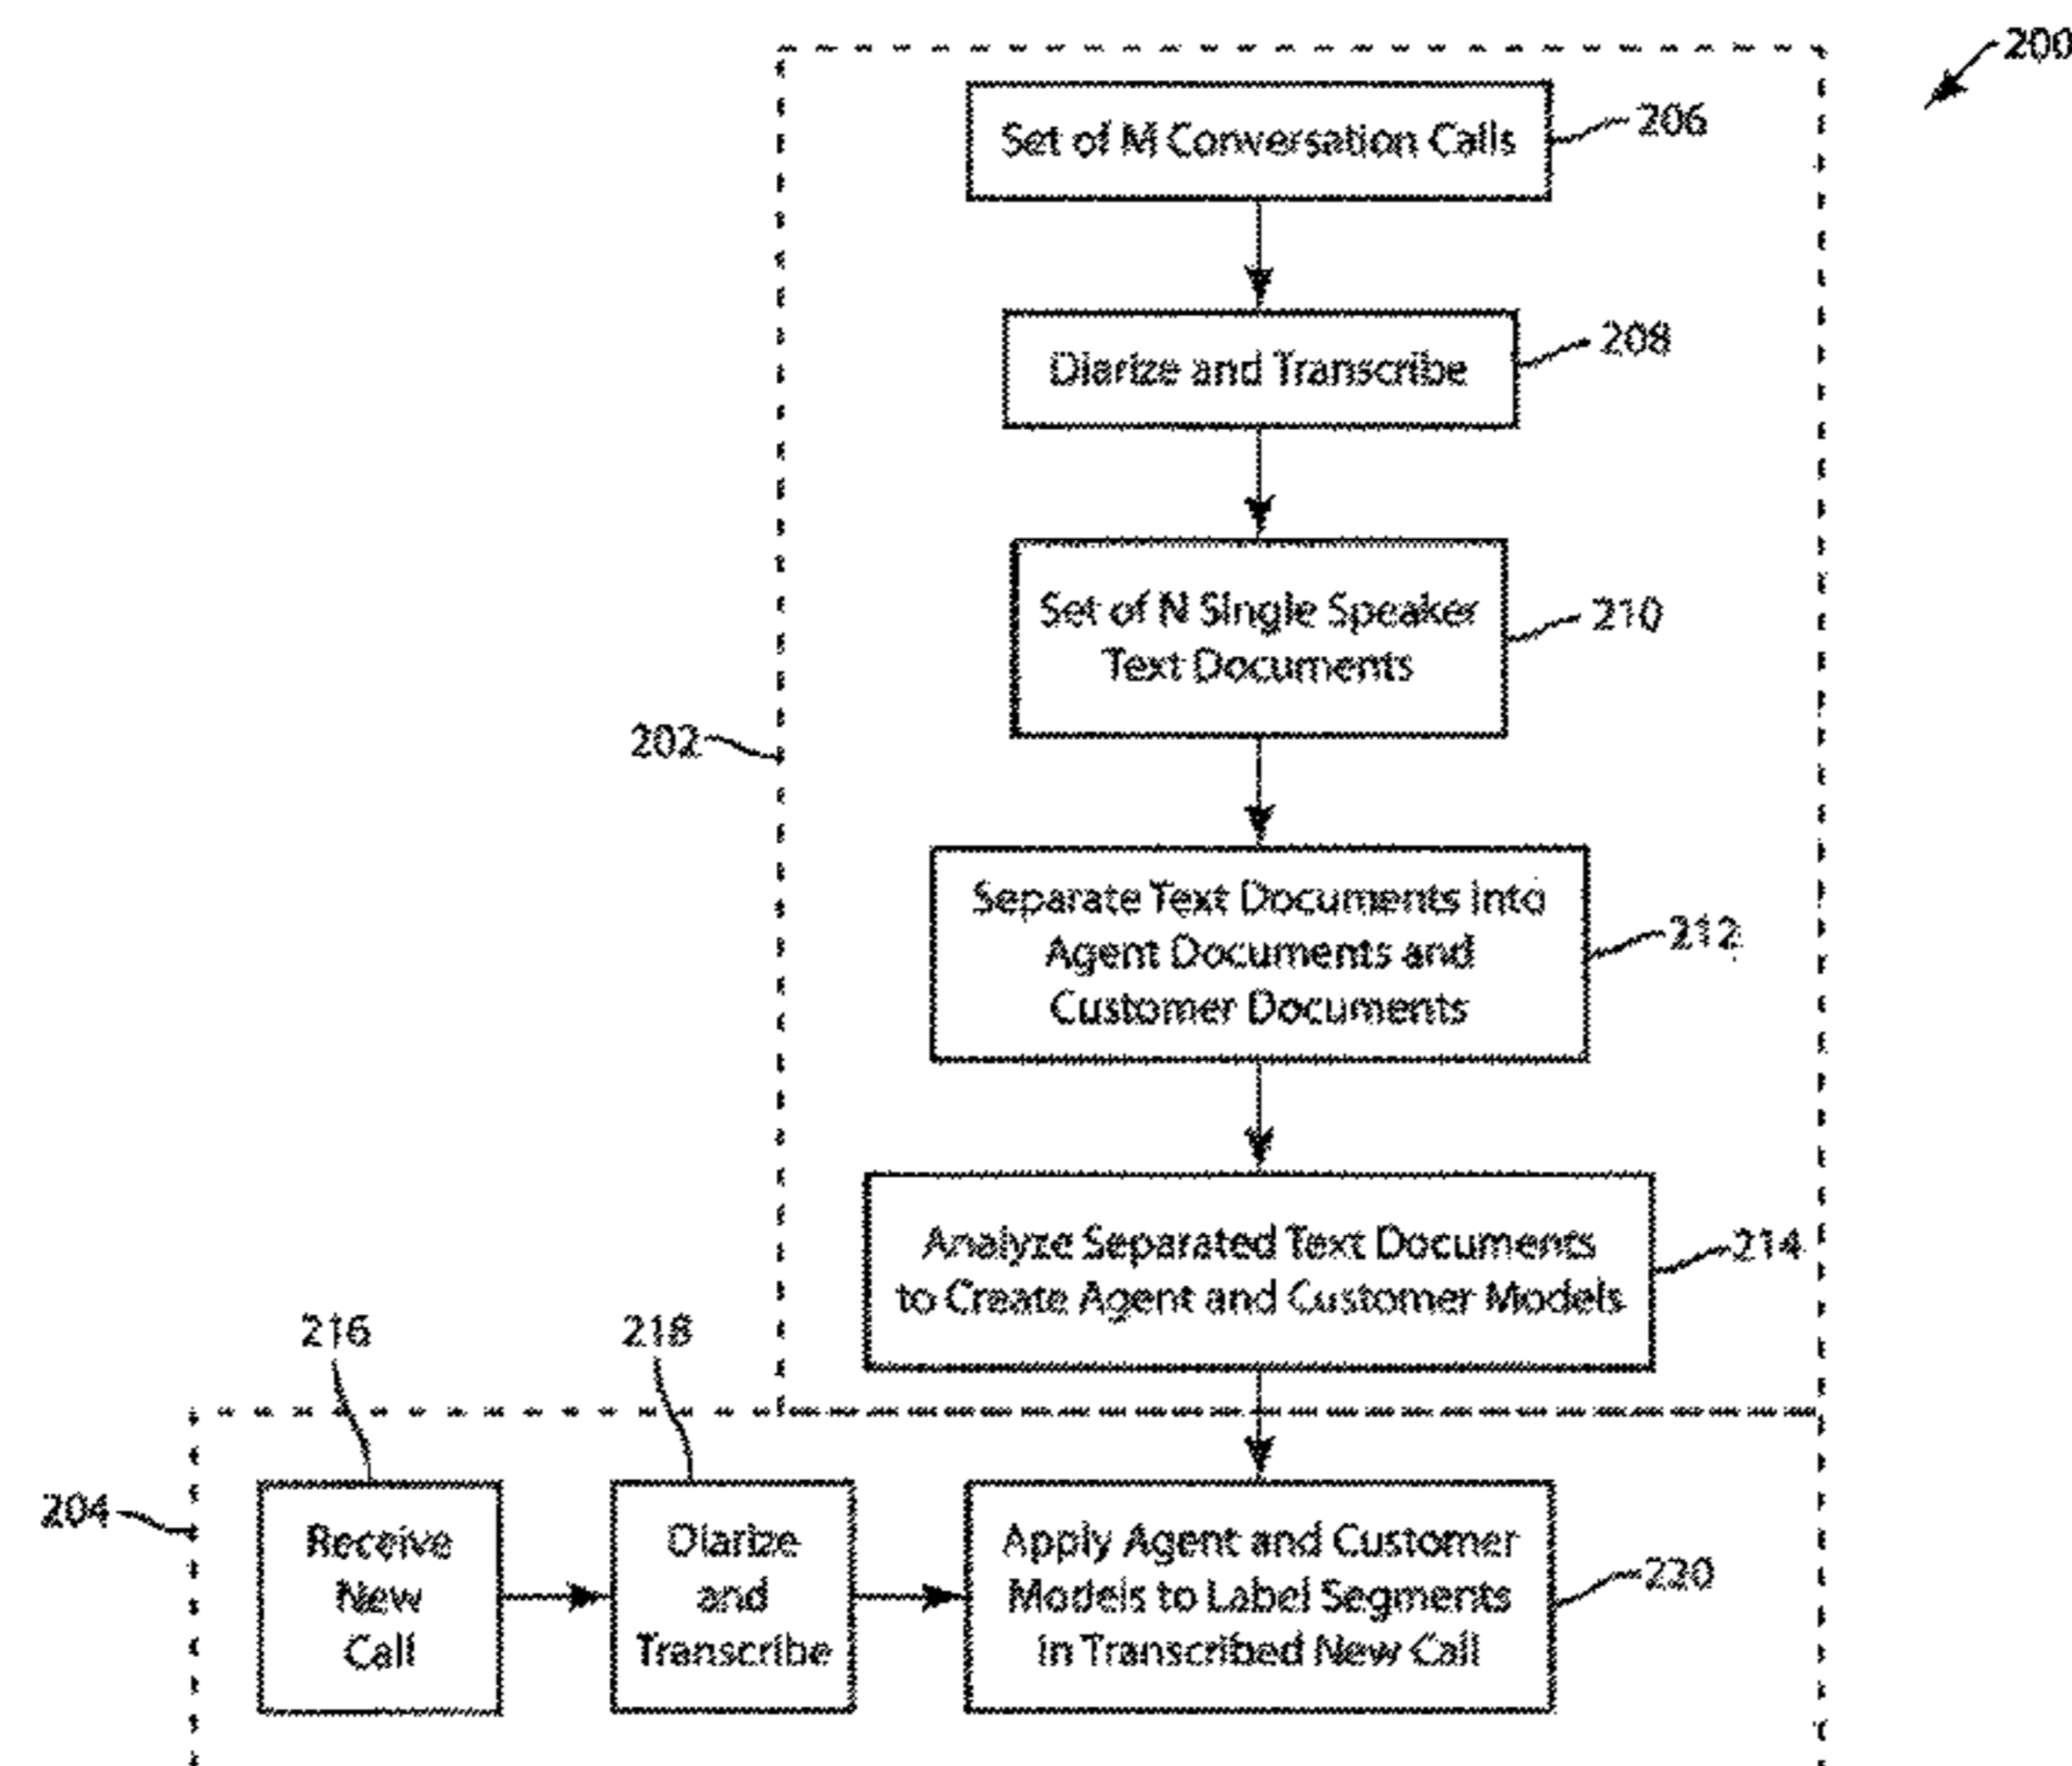 200
Set of M Conversation Calls
206
Diarize and Transcribe
208
Set of N Single Speaker
Text Documents
210
202
Separate Text Documents into
Agent Documents and
Customer Documents
212
Analyze Separated Text Documents
to Create Agent and Customer Models
214
216
218
204
Receive
New
Call
Diarize
and
Transcribe
Apply Agent and Customer
Models to Label Segments
in Transcribed New Call
220